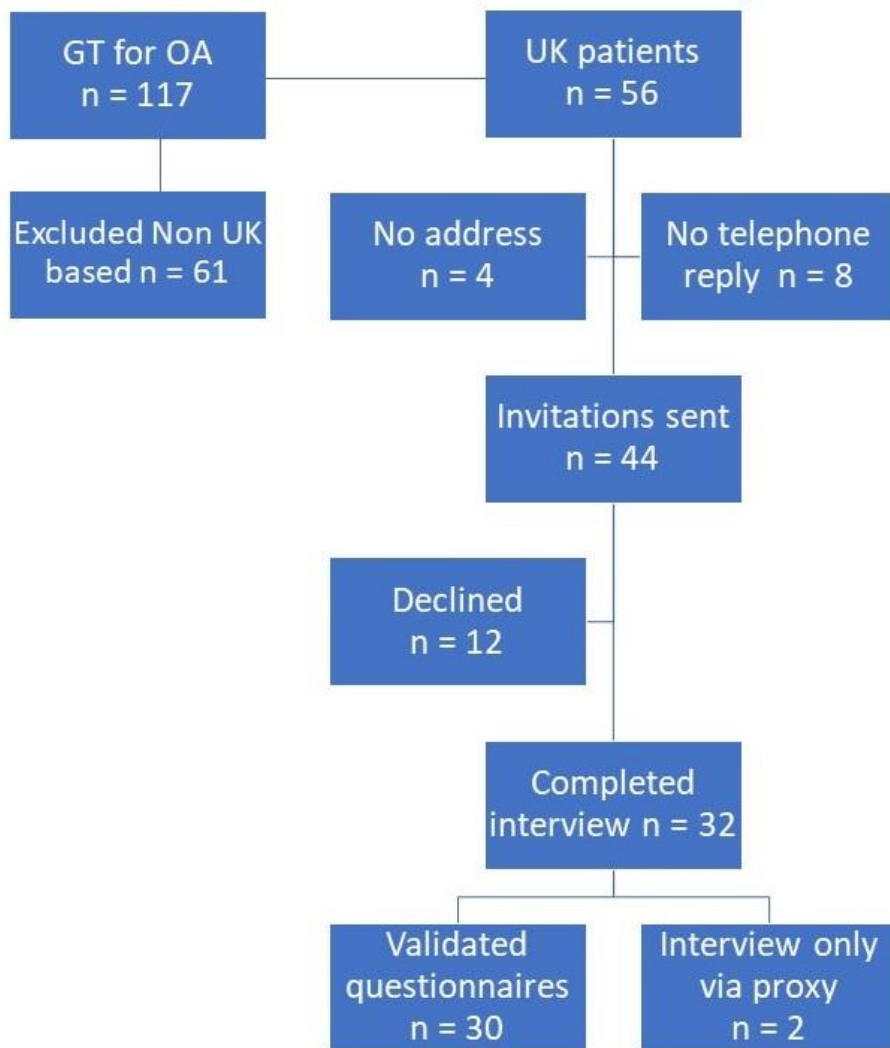 GT for OA
n = 117
UK patients
n = 56
Excluded Non UK
based n = 61
No address
n = 4
No telephone
reply n = 8
Invitations sent
n = 44
Declined
n = 12
Completed
interview n = 32
Validated
questionnaires
n = 30
Interview only
via proxy
n = 2